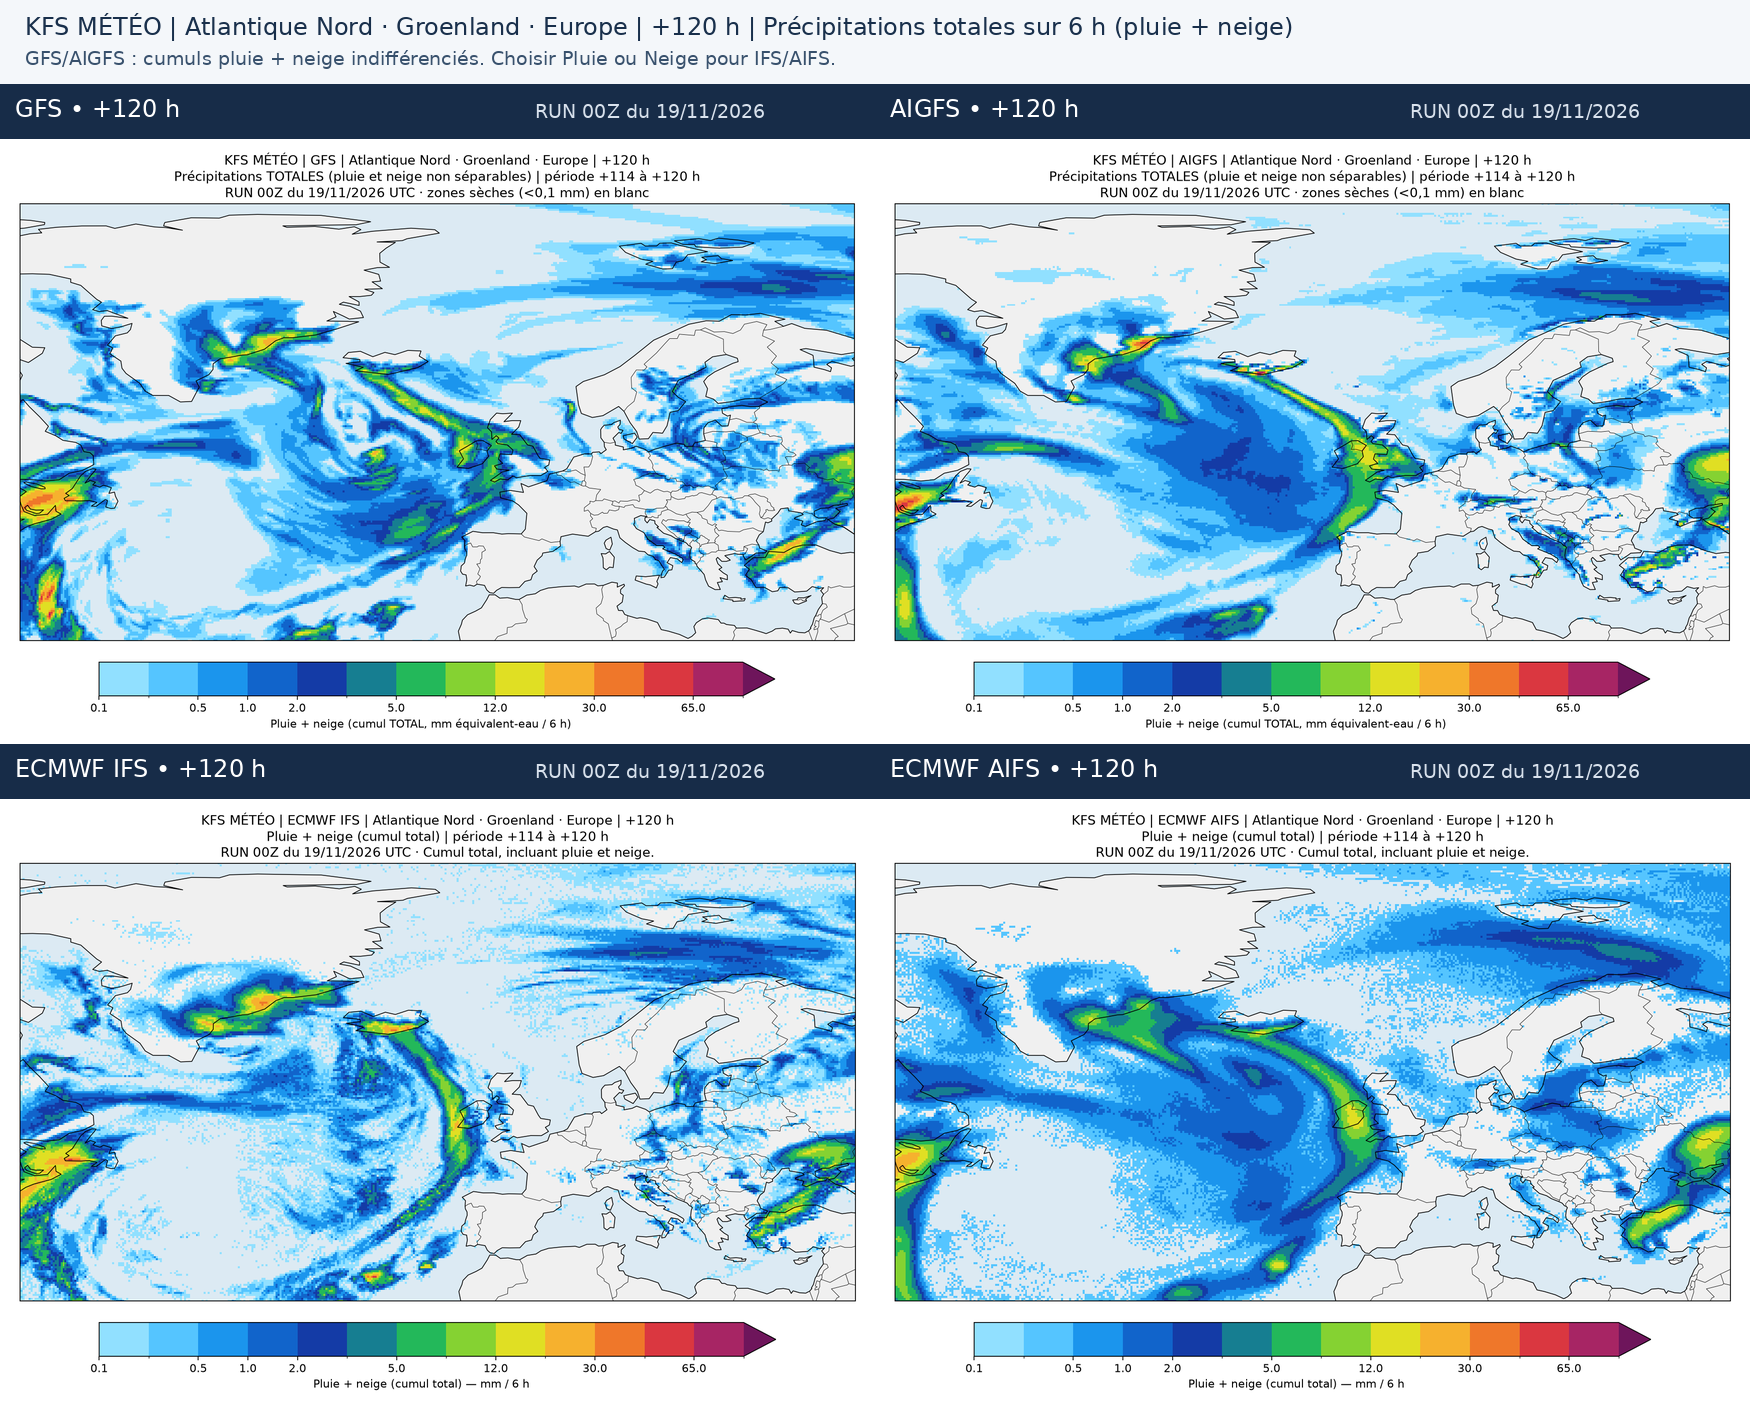 KFS MÉTÉO | Atlantique Nord · Groenland · Europe | +120 h | Précipitations totales sur 6 h (pluie + neige)
GFS/AIGFS : cumuls pluie + neige indifférenciés. Choisir Pluie ou Neige pour IFS/AIFS.
GFS • +120 h
RUN 00Z du 19/11/2026
AIGFS • +120 h
RUN 00Z du 19/11/2026
KFS MÉTÉO | GFS | Atlantique Nord · Groenland · Europe | +120 h
Précipitations TOTALES (pluie et neige non séparables) | période +114 à +120 h
RUN 00Z du 19/11/2026 UTC · zones sèches (<0,1 mm) en blanc
KFS MÉTÉO | AIGFS | Atlantique Nord · Groenland · Europe | +120 h
Précipitations TOTALES (pluie et neige non séparables) | période +114 à +120 h
RUN 00Z du 19/11/2026 UTC · zones sèches (<0,1 mm) en blanc
0.1 0.5 1.0 2.0 5.0 12.0 30.0 65.0
Pluie + neige (cumul TOTAL, mm équivalent-eau / 6 h)
0.1 0.5 1.0 2.0 5.0 12.0 30.0 65.0
Pluie + neige (cumul TOTAL, mm équivalent-eau / 6 h)
ECMWF IFS • +120 h
RUN 00Z du 19/11/2026
ECMWF AIFS • +120 h
RUN 00Z du 19/11/2026
KFS MÉTÉO | ECMWF IFS | Atlantique Nord · Groenland · Europe | +120 h
Pluie + neige (cumul total) | période +114 à +120 h
RUN 00Z du 19/11/2026 UTC · Cumul total, incluant pluie et neige.
KFS MÉTÉO | ECMWF AIFS | Atlantique Nord · Groenland · Europe | +120 h
Pluie + neige (cumul total) | période +114 à +120 h
RUN 00Z du 19/11/2026 UTC · Cumul total, incluant pluie et neige.
0.1 0.5 1.0 2.0 5.0 12.0 30.0 65.0
Pluie + neige (cumul total) — mm / 6 h
0.1 0.5 1.0 2.0 5.0 12.0 30.0 65.0
Pluie + neige (cumul total) — mm / 6 h